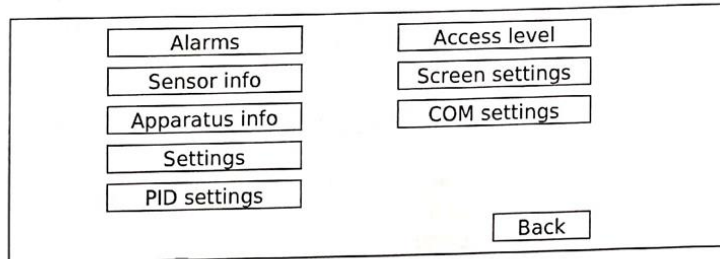 Alarms
Sensor info
Apparatus info
Settings
PID settings
Access level
Screen settings
COM settings
Back